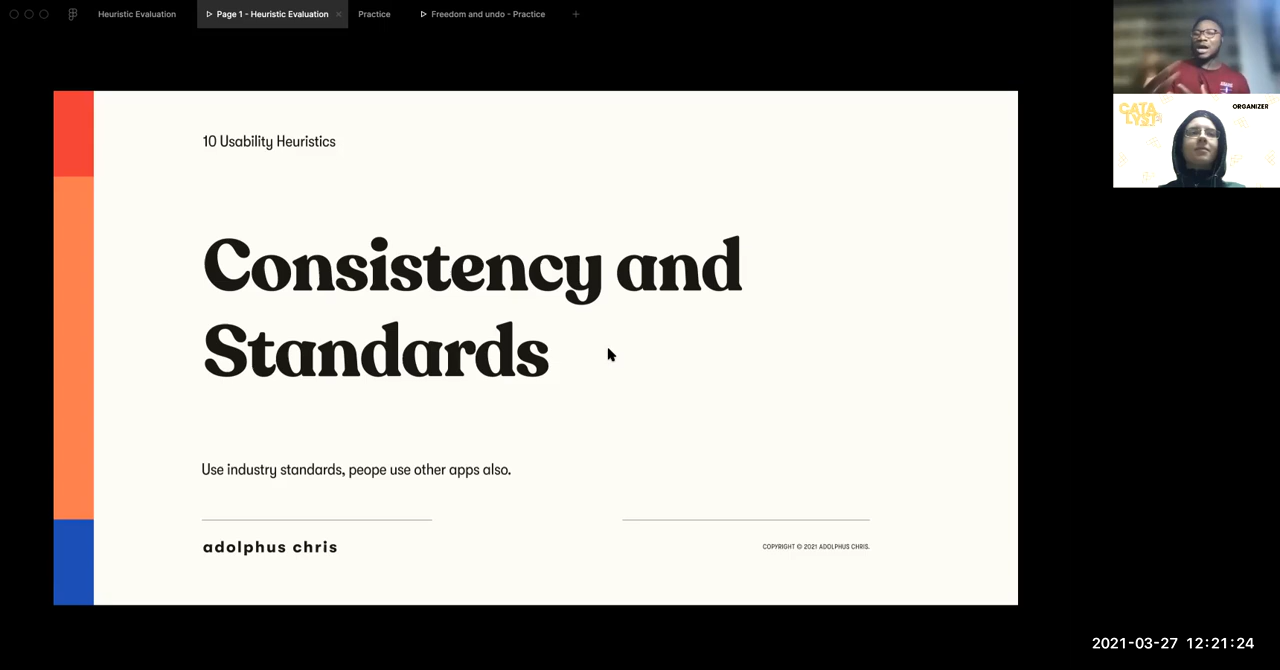 Heuristic Evaluation
Page 1 - Heuristic Evaluation
Practice
Freedom and undo - Practice
CATA
LYST
ORGANIZER
10 Usability Heuristics
Consistency and
Standards
Use industry standards, peope use other apps also.
adolphus chris
COPYRIGHT © 2021 ADOLPHUS CHRIS.
2021-03-27 12:21:24